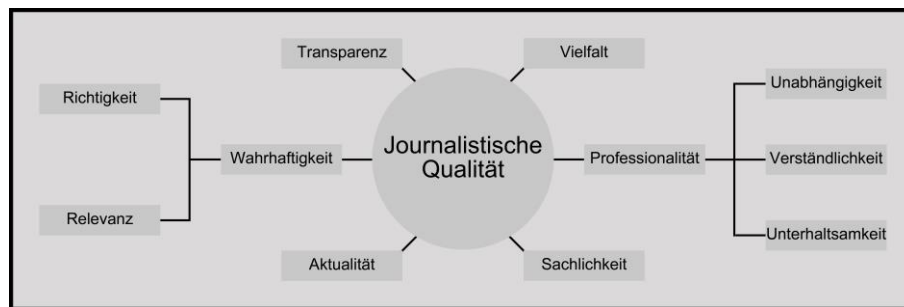 Transparenz
Vielfalt
Richtigkeit
Unabhängigkeit
Journalistische
Qualität
Wahrhaftigkeit
Professionalität
Verständlichkeit
Relevanz
Unterhaltsamkeit
Aktualität
Sachlichkeit